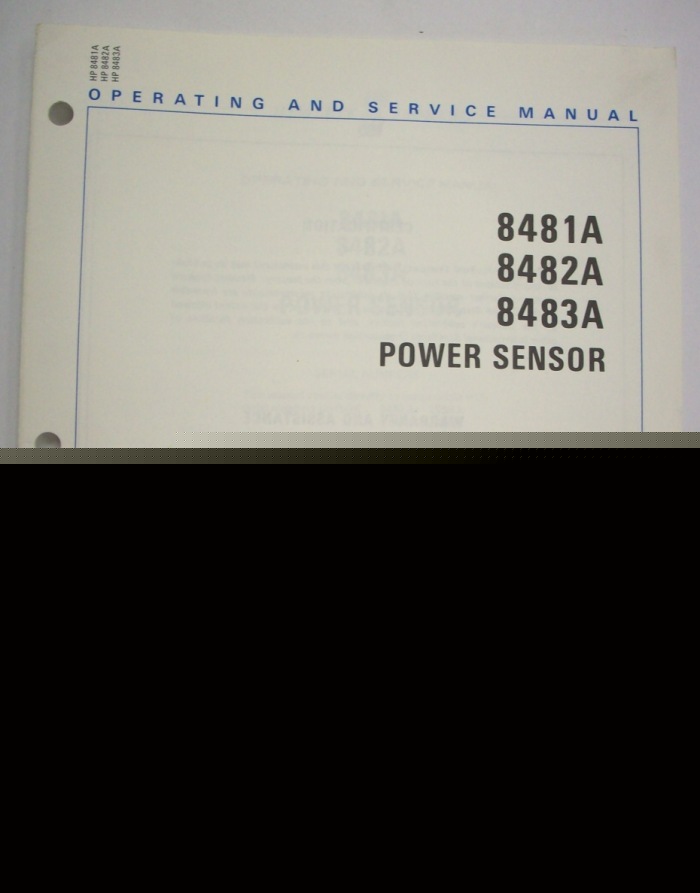 HP 8481A
HP 8482A
HP 8483A
OPERATING AND SERVICE MANUAL
8481A
8482A
8483A
POWER SENSOR